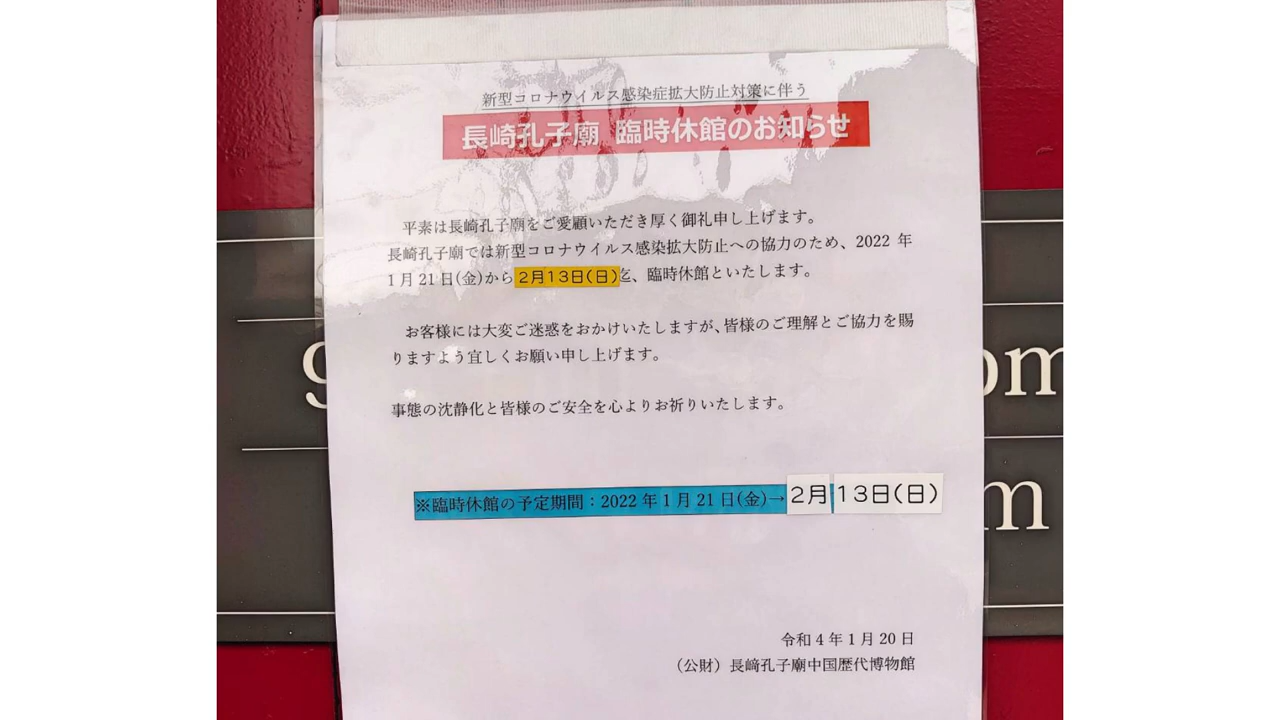 新型コロナウイルス感染症拡大防止対策に伴う
長崎孔子廟 臨時休館のお知らせ
平素は長崎孔子廟をご愛顧いただき厚く御礼申し上げます。
長崎孔子廟では新型コロナウイルス感染拡大防止への協力のため、2022 年
1 月 21 日(金)から2月13日(日)迄、臨時休館といたします。
お客様には大変ご迷惑をおかけいたしますが、皆様のご理解とご協力を賜
りますよう宜しくお願い申し上げます。
事態の沈静化と皆様のご安全を心よりお祈りいたします。
※臨時休館の予定期間：2022 年 1 月 21 日(金)→2月13日(日)
令和 4 年 1 月 20 日
（公財）長崎孔子廟中国歴代博物館